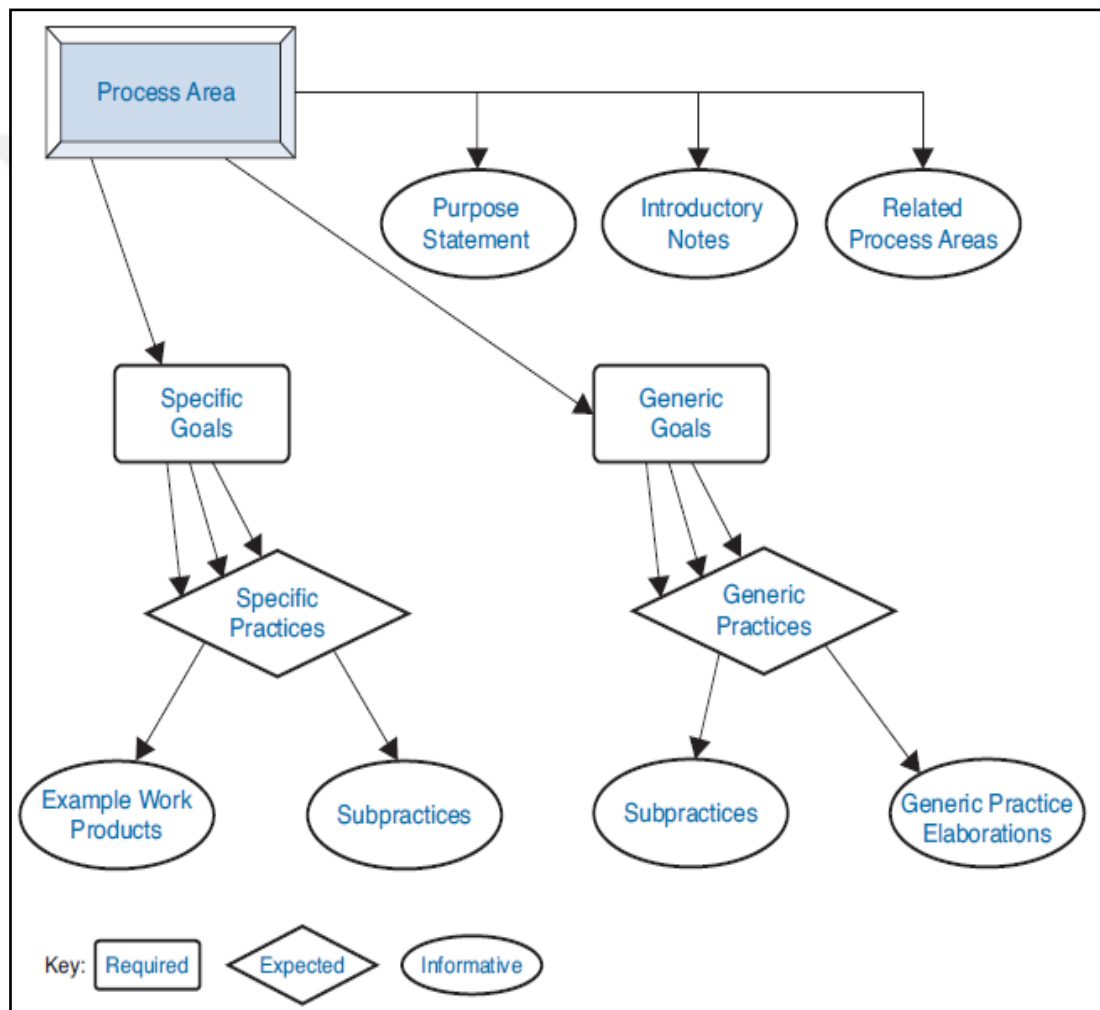 Process Area
Purpose
Statement
Introductory
Notes
Related
Process Areas
Specific
Goals
Generic
Goals
Specific
Practices
Generic
Practices
Example Work
Products
Subpractices
Subpractices
Generic Practice
Elaborations
Key: Required Expected Informative